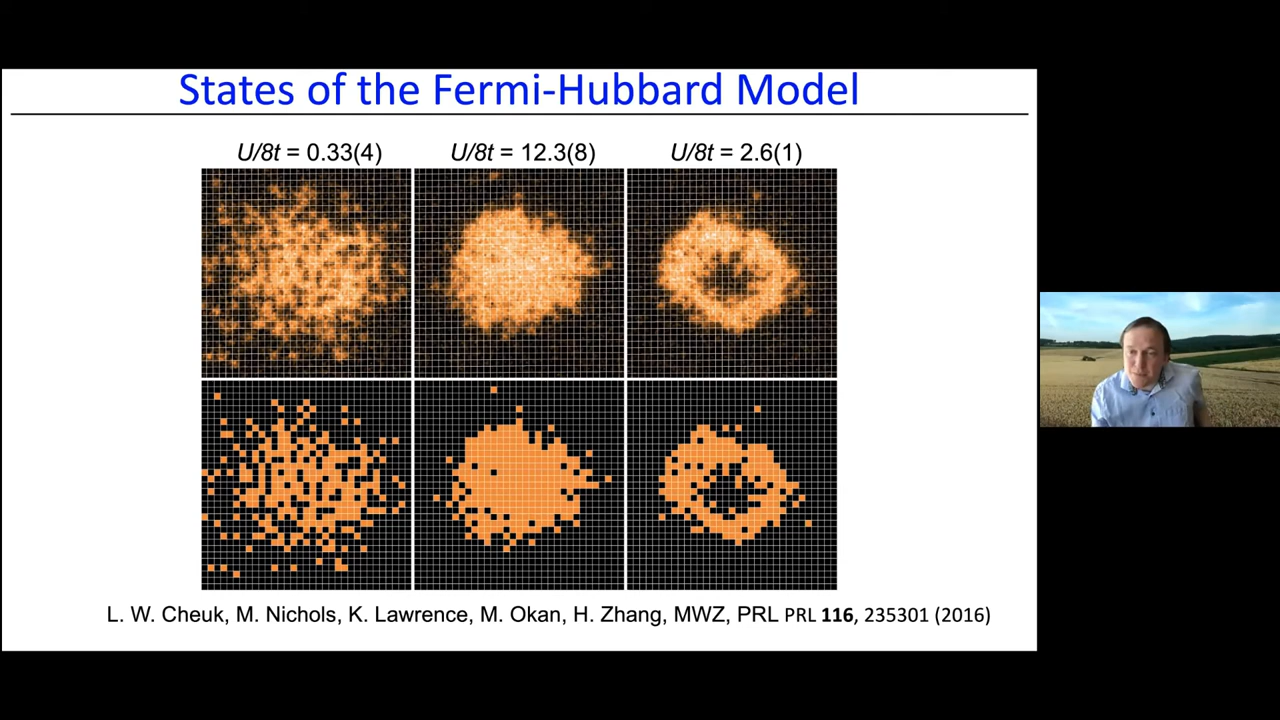 States of the Fermi-Hubbard Model
U/8t = 0.33(4)
U/8t = 12.3(8)
U/8t = 2.6(1)
L. W. Cheuk, M. Nichols, K. Lawrence, M. Okan, H. Zhang, MWZ, PRL PRL 116, 235301 (2016)